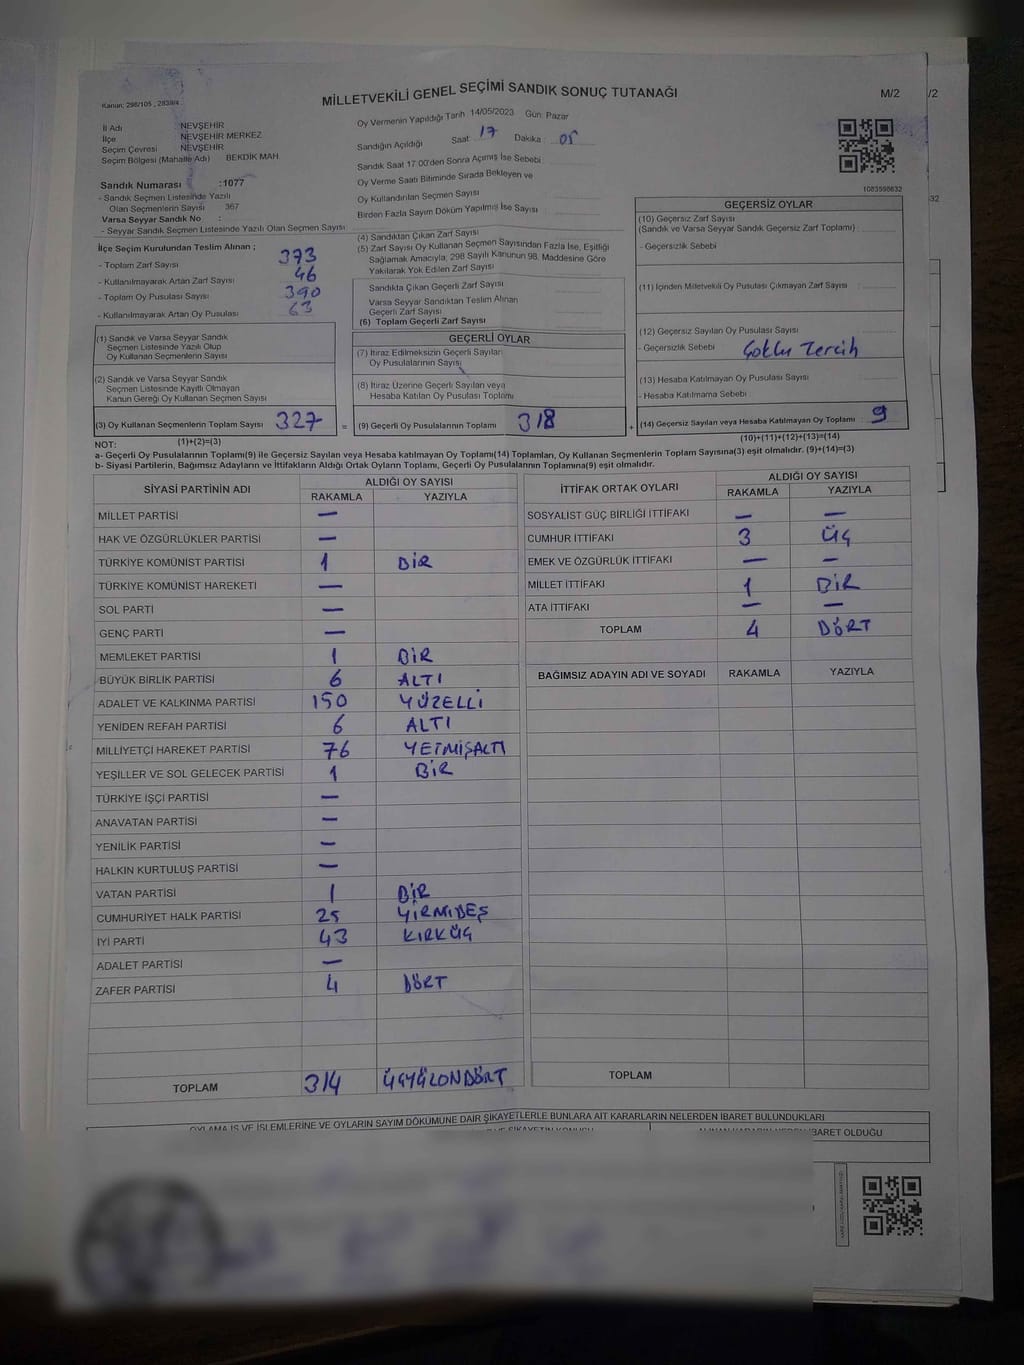 Kanun: 298/105 , 2839/4
MİLLETVEKİLİ GENEL SEÇİMİ SANDIK SONUÇ TUTANAĞI
M/2
/2
İl Adı NEVŞEHİR
İlçe NEVŞEHİR MERKEZ
Seçim Çevresi NEVŞEHİR
Seçim Bölgesi (Mahalle Adı) BEKDİK MAH.
Sandık Numarası :1077
- Sandık Seçmen Listesinde Yazılı
Olan Seçmenlerin Sayısı 367
Varsa Seyyar Sandık No :
- Seyyar Sandık Seçmen Listesinde Yazılı Olan Seçmen Sayısı
Oy Vermenin Yapıldığı Tarih 14/05/2023 Gün: Pazar
Sandığın Açıldığı Saat 17 Dakika 05
Sandık Saat 17:00'den Sonra Açımış İse Sebebi
Oy Verme Saati Bitiminde Sırada Bekleyen ve
Oy Kullandırılan Seçmen Sayısı
Birden Fazla Sayım Döküm Yapılmış İse Sayısı
1083598632
32
İlçe Seçim Kurulundan Teslim Alınan ;
- Toplam Zarf Sayısı 373
- Kullanılmayarak Artan Zarf Sayısı 46
- Toplam Oy Pusulası Sayısı 390
- Kullanılmayarak Artan Oy Pusulası 63
(4) Sandıktan Çıkan Zarf Sayısı
(5) Zarf Sayısı Oy Kullanan Seçmen Sayısından Fazla İse, Eşitliği
Sağlamak Amacıyla, 298 Sayılı Kanunun 98. Maddesine Göre
Yakılarak Yok Edilen Zarf Sayısı
Sandıkta Çıkan Geçerli Zarf Sayısı
Varsa Seyyar Sandıktan Teslim Alınan
Geçerli Zarf Sayısı
(6) Toplam Geçerli Zarf Sayısı
GEÇERSİZ OYLAR
(10) Geçersiz Zarf Sayısı
(Sandık ve Varsa Seyyar Sandık Geçersiz Zarf Toplamı)
- Geçersizlik Sebebi
(11) İçinden Milletvekili Oy Pusulası Çıkmayan Zarf Sayısı
(12) Geçersiz Sayılan Oy Pusulası Sayısı
- Geçersizlik Sebebi Çoklu Tercih
(13) Hesaba Katılmayan Oy Pusulası Sayısı
- Hesaba Katılmama Sebebi
(1) Sandık ve Varsa Seyyar Sandık
Seçmen Listesinde Yazılı Olup
Oy Kullanan Seçmenlerin Sayısı
(2) Sandık ve Varsa Seyyar Sandık
Seçmen Listesinde Kayıtlı Olmayan
Kanun Gereği Oy Kullanan Seçmen Sayısı
GEÇERLİ OYLAR
(7) İtiraz Edilmeksizin Geçerli Sayılan
Oy Pusulalarının Sayısı
(8) İtiraz Üzerine Geçerli Sayılan veya
Hesaba Katılan Oy Pusulası Toplamı
(3) Oy Kullanan Seçmenlerin Toplam Sayısı 327 = (9) Geçerli Oy Pusulalarının Toplamı 318 + (14) Geçersiz Sayılan veya Hesaba Katılmayan Oy Toplamı 9
NOT: (1)+(2)=(3) (10)+(11)+(12)+(13)=(14)
a- Geçerli Oy Pusulalarının Toplamı(9) ile Geçersiz Sayılan veya Hesaba katılmayan Oy Toplamı(14) Toplamları, Oy Kullanan Seçmenlerin Toplam Sayısına(3) eşit olmalıdır. (9)+(14)=(3)
b- Siyasi Partilerin, Bağımsız Adayların ve İttifakların Aldığı Ortak Oyların Toplam, Geçerli Oy Pusulalarının Toplamına(9) eşit olmalıdır.
SİYASİ PARTİNİN ADI ALDIĞI OY SAYISI
RAKAMLA YAZIYLA
MİLLET PARTİSİ —
HAK VE ÖZGÜRLÜKLER PARTİSİ —
TÜRKİYE KOMÜNİST PARTİSİ 1 BİR
TÜRKİYE KOMÜNİST HAREKETİ —
SOL PARTİ —
GENÇ PARTİ —
MEMLEKET PARTİSİ 1 BİR
BÜYÜK BİRLİK PARTİSİ 6 ALTI
ADALET VE KALKINMA PARTİSİ 150 YÜZELLİ
YENİDEN REFAH PARTİSİ 6 ALTI
MİLLİYETÇİ HAREKET PARTİSİ 76 YETMİŞALTI
YEŞİLLER VE SOL GELECEK PARTİSİ 1 BİR
TÜRKİYE İŞÇİ PARTİSİ —
ANAVATAN PARTİSİ —
YENİLİK PARTİSİ —
HALKIN KURTULUŞ PARTİSİ —
VATAN PARTİSİ 1 BİR
CUMHURİYET HALK PARTİSİ 25 YİRMİBEŞ
İYİ PARTİ 43 KIRKÜÇ
ADALET PARTİSİ —
ZAFER PARTİSİ 4 DÖRT
TOPLAM 314 ÜÇYÜZONDÖRT
İTTİFAK ORTAK OYLARI ALDIĞI OY SAYISI
RAKAMLA YAZIYLA
SOSYALİST GÜÇ BİRLİĞİ İTTİFAKI — —
CUMHUR İTTİFAKI 3 ÜÇ
EMEK VE ÖZGÜRLÜK İTTİFAKI — —
MİLLET İTTİFAKI 1 BİR
ATA İTTİFAKI — —
TOPLAM 4 DÖRT
BAĞIMSIZ ADAYIN ADI VE SOYADI RAKAMLA YAZIYLA
TOPLAM
OYLAMA İŞ VE İŞLEMLERİNE VE OYLARIN SAYIM DÖKÜMÜNE DAİR ŞİKAYETLERLE BUNLARA AİT KARARLARIN NELERDEN İBARET BULUNDUKLARI
İBARET OLDUĞU